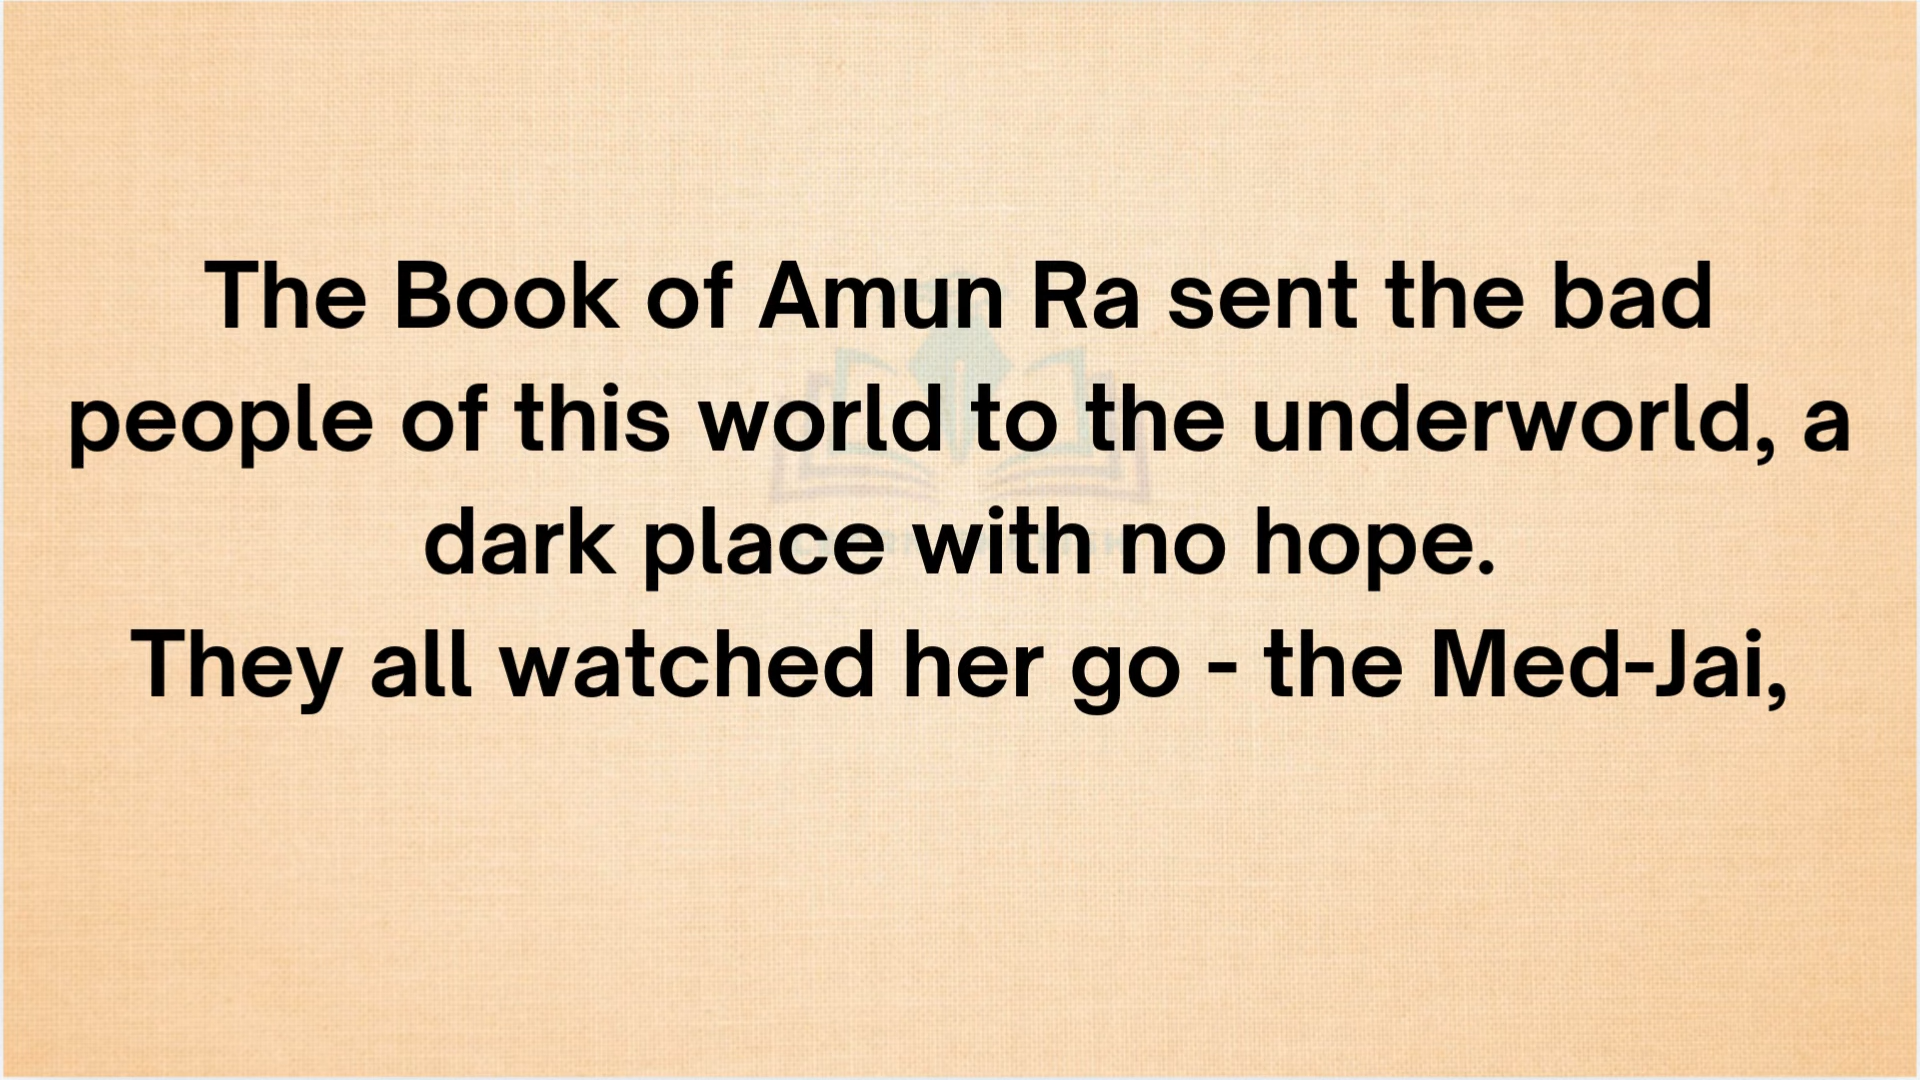 The Book of Amun Ra sent the bad
people of this world to the underworld, a
dark place with no hope.
They all watched her go - the Med-Jai,